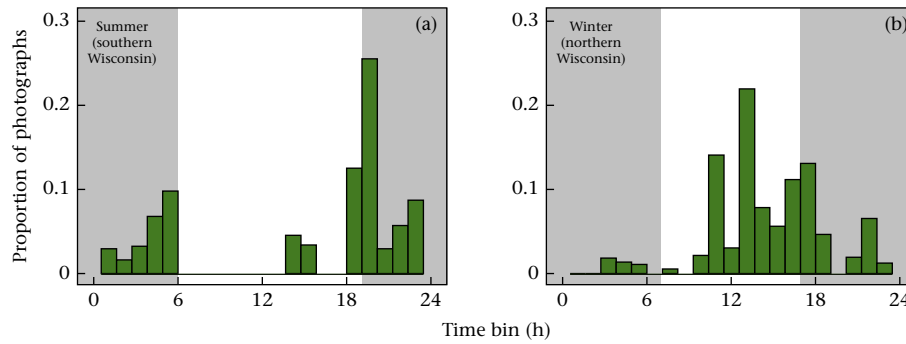 Summer
(southern
Wisconsin)
(a)
0.3
0.2
0.1
0
0 6 12 18 24
Winter
(northern
Wisconsin)
(b)
0.3
0.2
0.1
0
0 6 12 18 24
Proportion of photographs
Time bin (h)